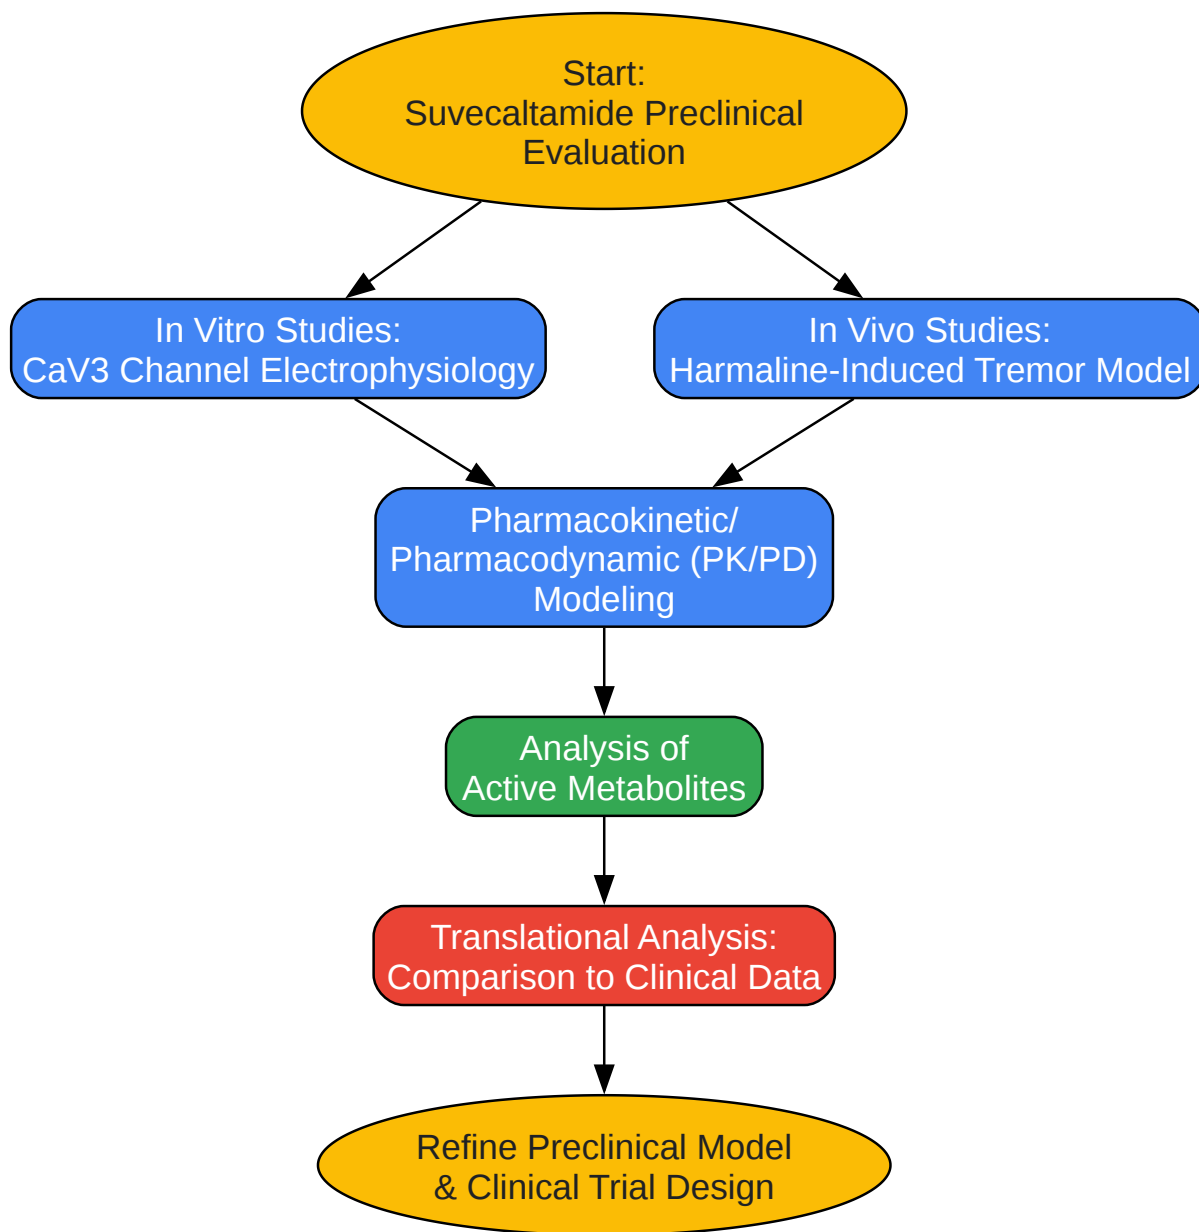 Start:
Suvecaltamide Preclinical
Evaluation
In Vitro Studies:
CaV3 Channel Electrophysiology
In Vivo Studies:
Harmaline-Induced Tremor Model
Pharmacokinetic/
Pharmacodynamic (PK/PD)
Modeling
Analysis of
Active Metabolites
Translational Analysis:
Comparison to Clinical Data
Refine Preclinical Model
& Clinical Trial Design